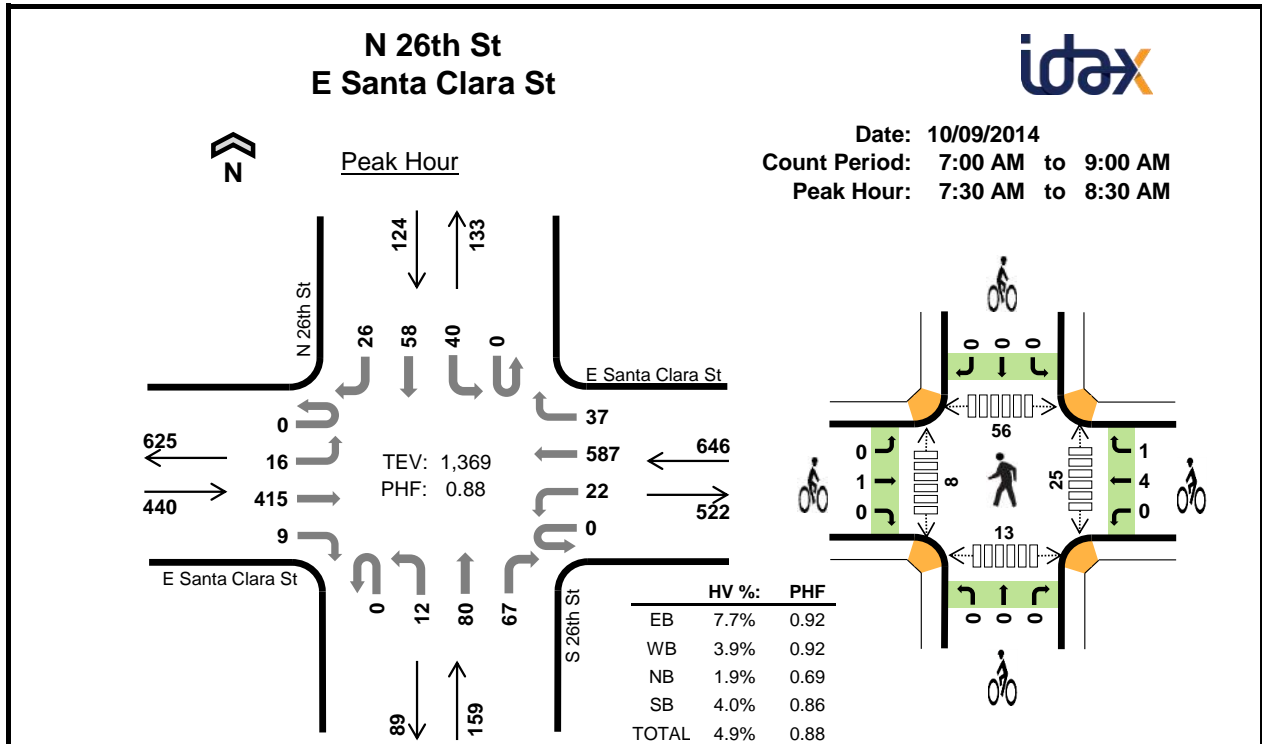 N 26th St
E Santa Clara St
idax
Date: 10/09/2014
Count Period: 7:00 AM to 9:00 AM
Peak Hour: 7:30 AM to 8:30 AM
N
Peak Hour
124
133
N 26th St
26
58
40
0
E Santa Clara St
0
16
415
9
625
440
TEV: 1,369
PHF: 0.88
37
587
22
0
646
522
E Santa Clara St
0
12
80
67
S 26th St
89
159
HV %: PHF
EB 7.7% 0.92
WB 3.9% 0.92
NB 1.9% 0.69
SB 4.0% 0.86
TOTAL 4.9% 0.88
0 0 0
56
0
1
0
8
25
1
4
0
13
0 0 0